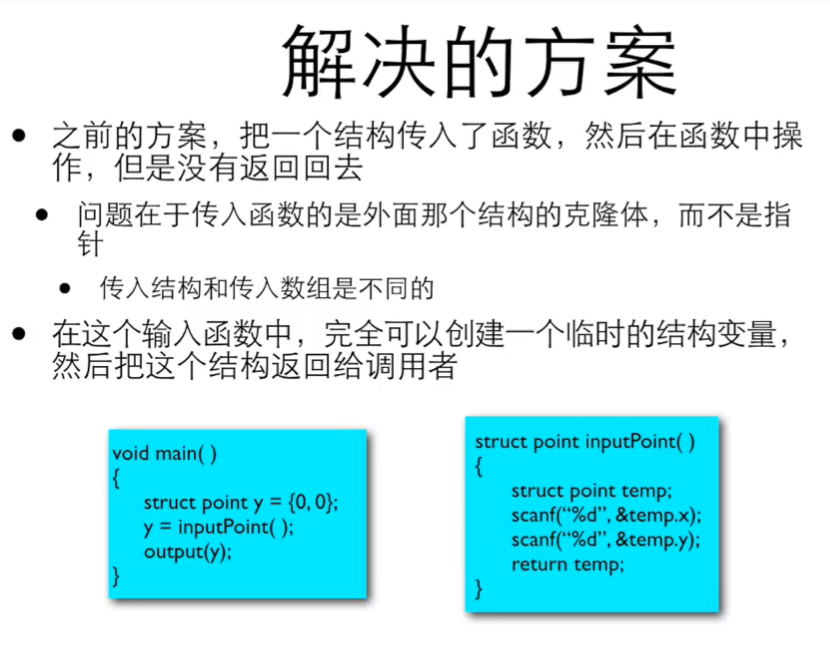 解决的方案
• 之前的方案，把一个结构传入了函数，然后在函数中操
作，但是没有返回回去
• 问题在于传入函数的是外面那个结构的克隆体，而不是指
针
• 传入结构和传入数组是不同的
• 在这个输入函数中，完全可以创建一个临时的结构变量，
然后把这个结构返回给调用者
void main( )
{
struct point y = {0, 0};
y = inputPoint( );
output(y);
}
struct point inputPoint( )
{
struct point temp;
scanf(“%d”, &temp.x);
scanf(“%d”, &temp.y);
return temp;
}